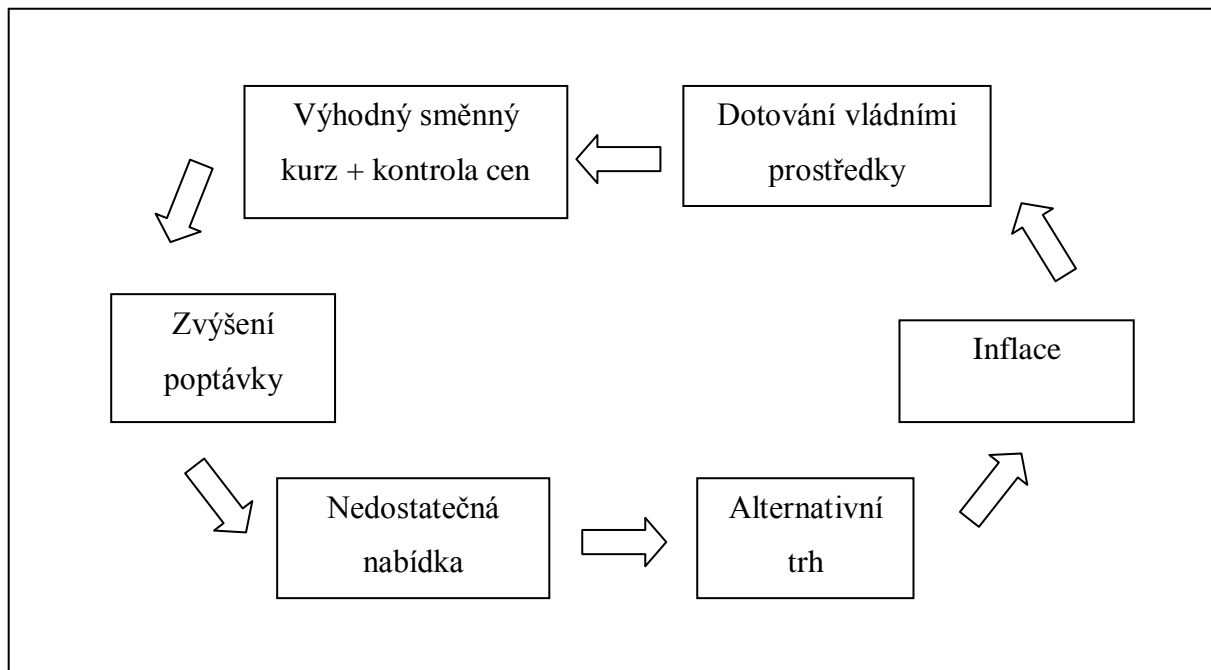 Výhodný směnný
kurz + kontrola cen
Dotování vládními
prostředky
Zvýšení
poptávky
Inflace
Nedostatečná
nabídka
Alternativní
trh